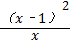 (x - 1)²
x